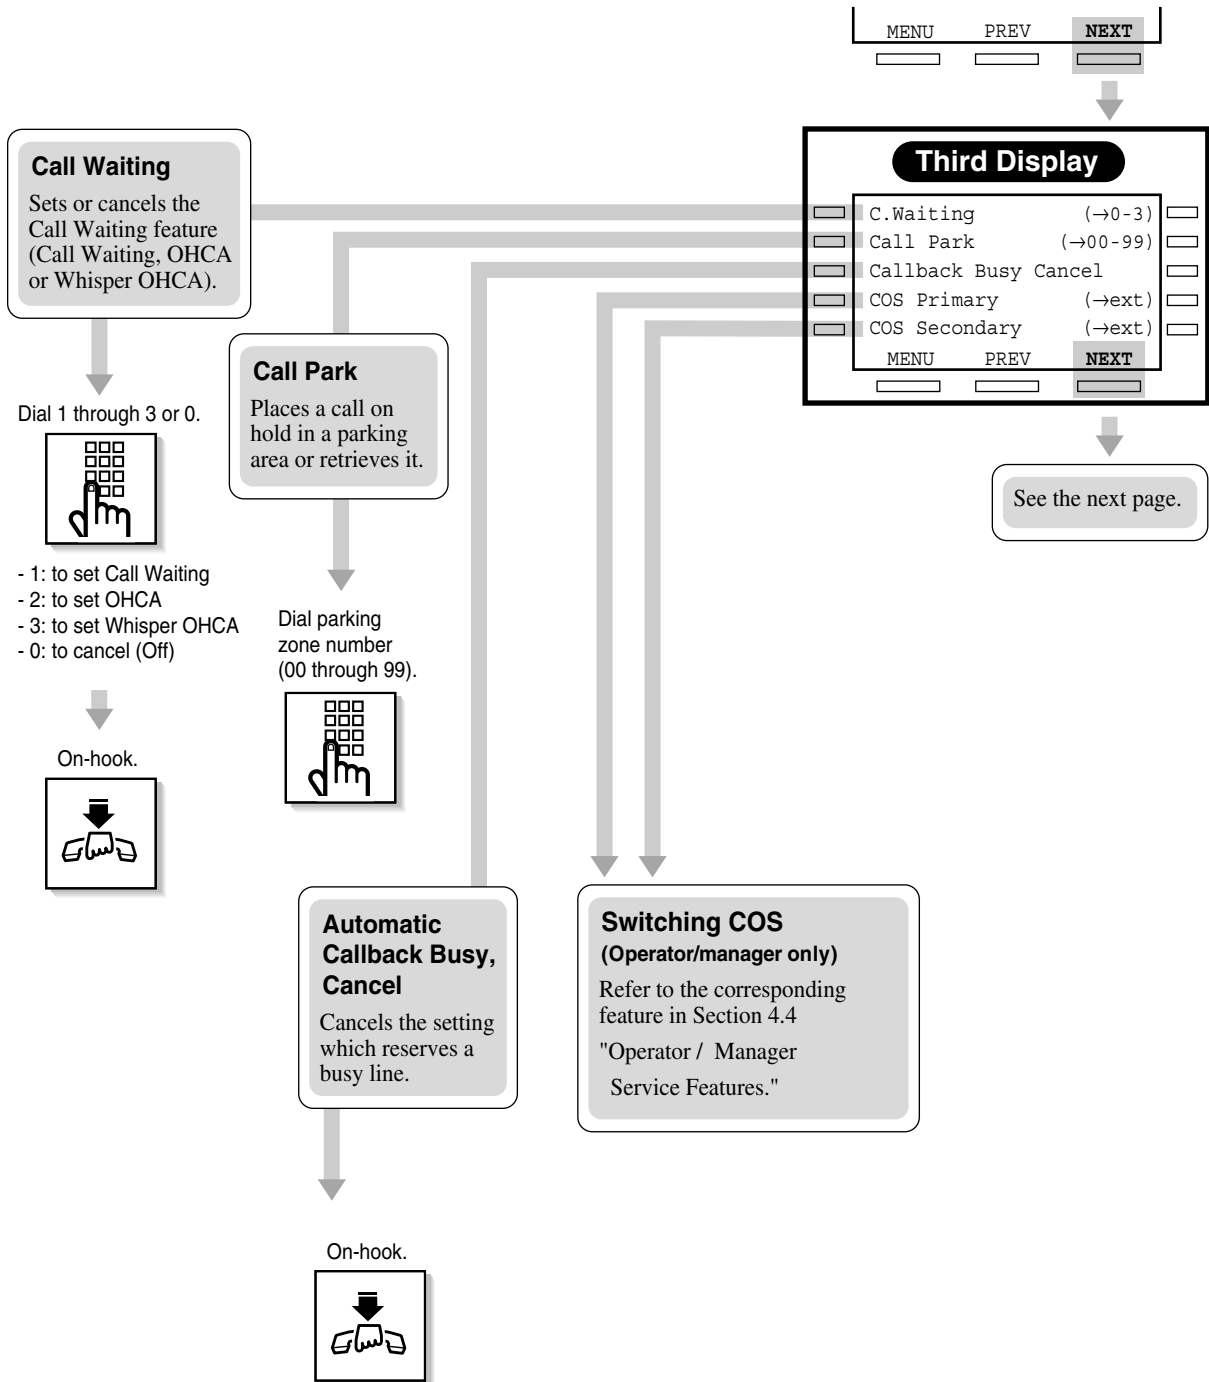 MENU PREV NEXT
Third Display
C.Waiting (→0-3)
Call Park (→00-99)
Callback Busy Cancel
COS Primary (→ext)
COS Secondary (→ext)
MENU PREV NEXT
See the next page.
Call Waiting
Sets or cancels the
Call Waiting feature
(Call Waiting, OHCA
or Whisper OHCA).
Dial 1 through 3 or 0.
- 1: to set Call Waiting
- 2: to set OHCA
- 3: to set Whisper OHCA
- 0: to cancel (Off)
On-hook.
Call Park
Places a call on
hold in a parking
area or retrieves it.
Dial parking
zone number
(00 through 99).
Automatic
Callback Busy,
Cancel
Cancels the setting
which reserves a
busy line.
On-hook.
Switching COS
(Operator/manager only)
Refer to the corresponding
feature in Section 4.4
"Operator / Manager
Service Features."